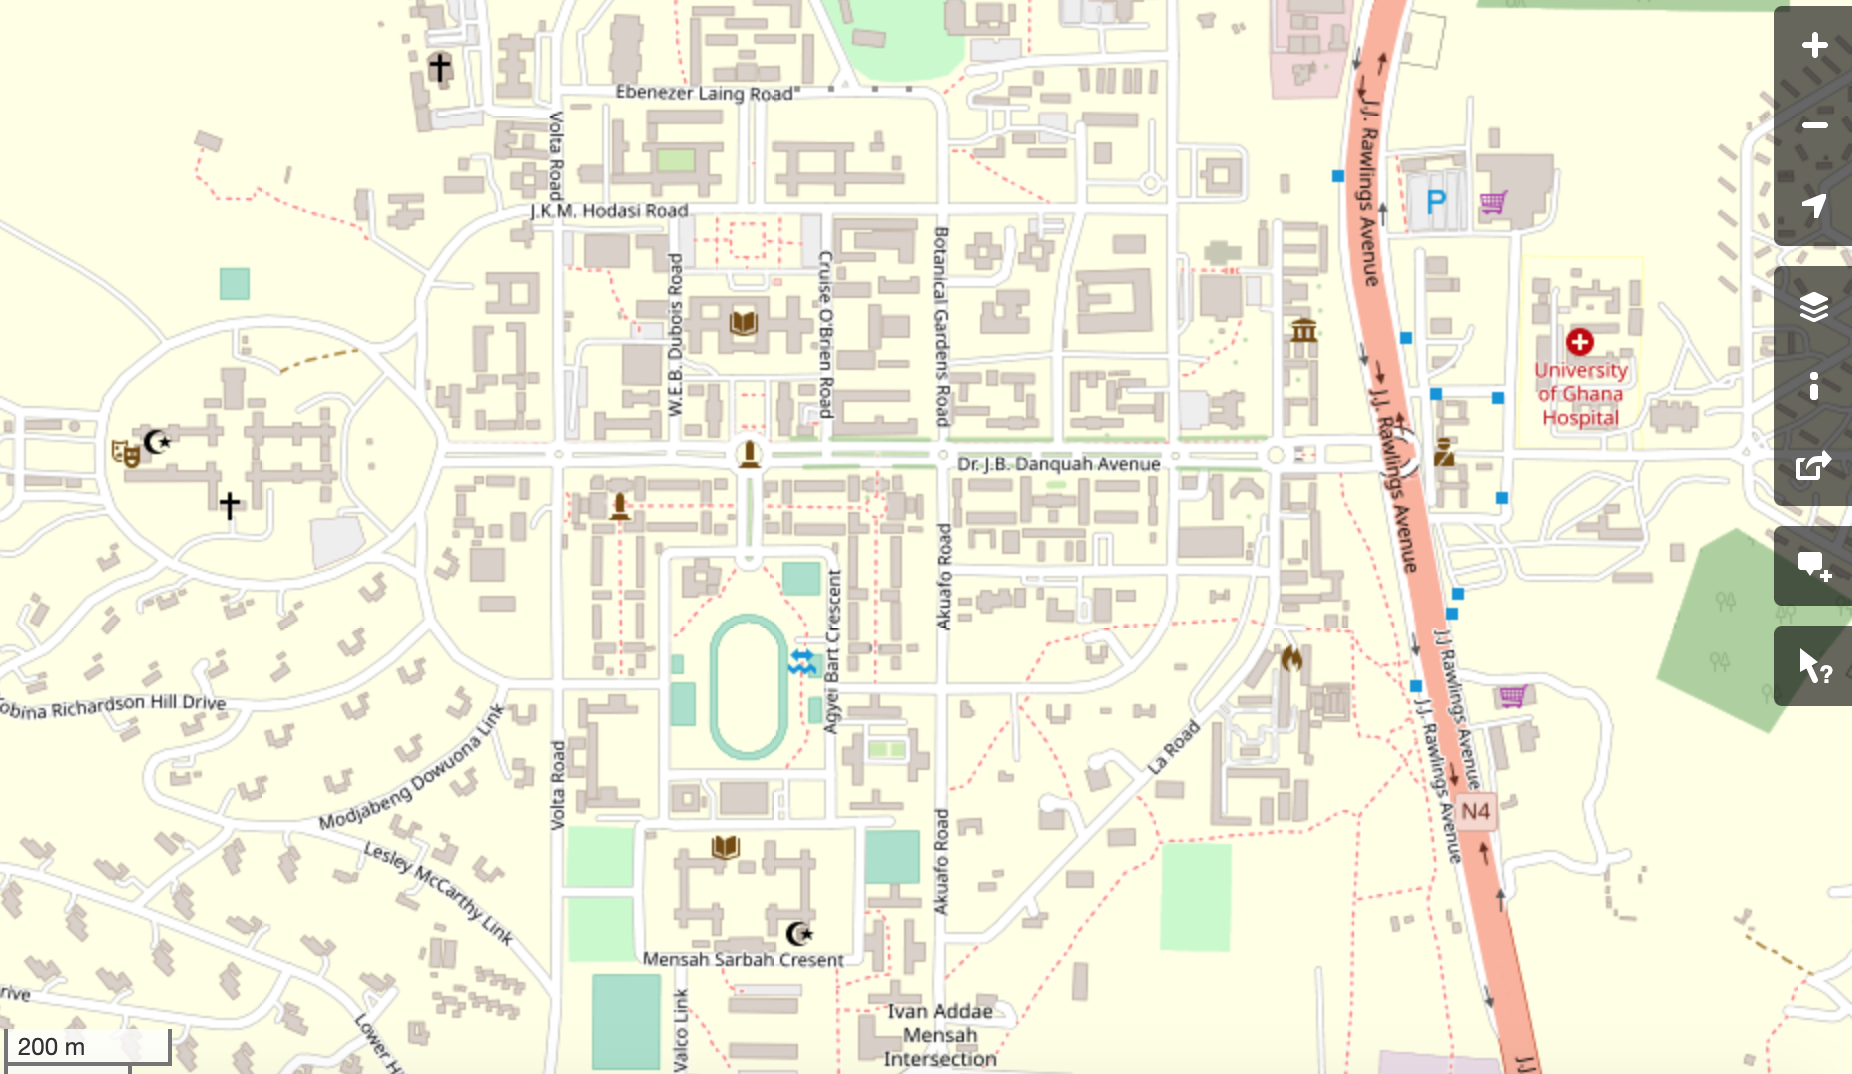 Ebenezer Laing Road
Volta Road
J.K.M. Hodasi Road
J.J. Rawlings Avenue
P
W.E.B. Dubois Road
Cruise O'Brien Road
Botanical Gardens Road
University
of Ghana
Hospital
J.J. Rawlings Avenue
Dr. J.B. Danquah Avenue
Akuafo Road
Agyei Bart Crescent
J.J Rawlings Avenue
obina Richardson Hill Drive
Modjabeng Dowuona Link
Volta Road
La Road
J.J. Rawlings Avenue
N4
Lesley McCarthy Link
Akuafo Road
Mensah Sarbah Cresent
rive
Valco Link
Lower H
Ivan Addae
Mensah
Intersection
J.J
200 m
?